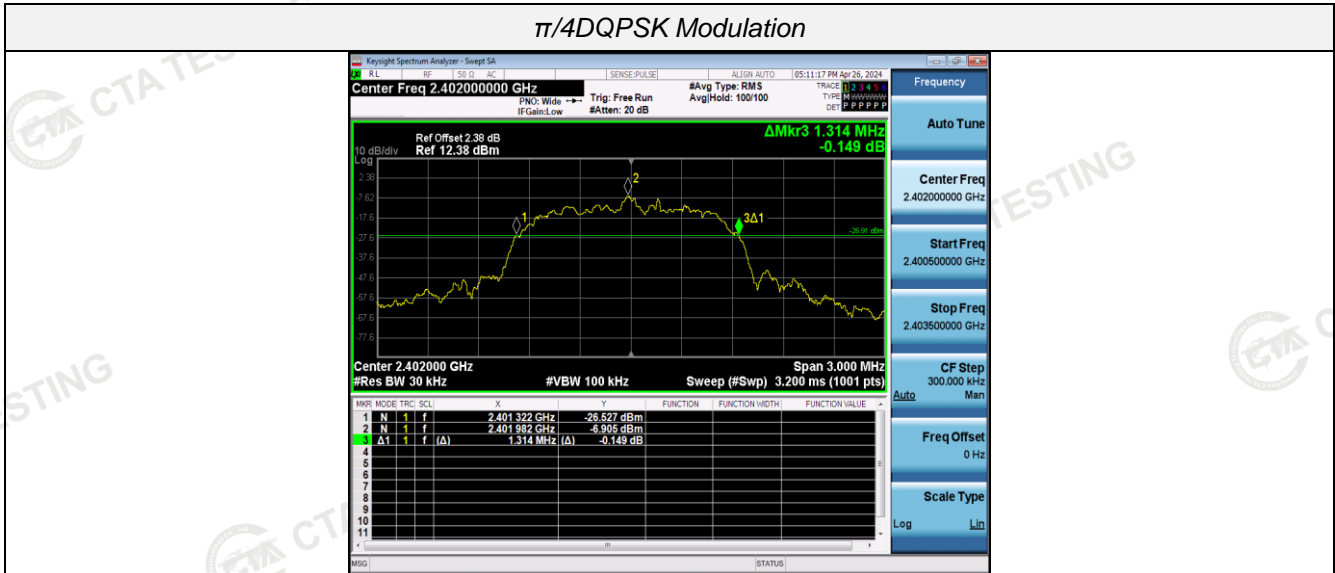 π/4DQPSK Modulation
CTA TESTING
Keysight Spectrum Analyzer - Swept SA
RL RF 50 Ω AC SENSE:PULSE ALIGN AUTO 05:11:17 PM Apr 26, 2024
Center Freq 2.402000000 GHz
PNO: Wide
IFGain:Low
Trig: Free Run
#Atten: 20 dB
#Avg Type: RMS
Avg|Hold: 100/100
TRACE 1 2 3 4 5 6
TYPE M WWWWW
DET P P P P P P
Ref Offset 2.38 dB
10 dB/div Ref 12.38 dBm
Log
ΔMkr3 1.314 MHz
-0.149 dB
2.38
-7.62
-17.6
-27.6
-37.6
-47.6
-57.6
-67.6
-77.6
1
2
3Δ1
-26.91 dBm
Center 2.402000 GHz Span 3.000 MHz
#Res BW 30 kHz #VBW 100 kHz Sweep (#Swp) 3.200 ms (1001 pts)
MKR MODE TRC SCL X Y FUNCTION FUNCTION WIDTH FUNCTION VALUE
1 N 1 f 2.401 322 GHz -26.527 dBm
2 N 1 f 2.401 982 GHz -6.905 dBm
3 Δ1 1 f (Δ) 1.314 MHz (Δ) -0.149 dB
4
5
6
7
8
9
10
11
MSG STATUS
Frequency
Auto Tune
Center Freq
2.402000000 GHz
Start Freq
2.400500000 GHz
Stop Freq
2.403500000 GHz
CF Step
300.000 kHz
Auto Man
Freq Offset
0 Hz
Scale Type
Log Lin
TESTING
STING
CTA